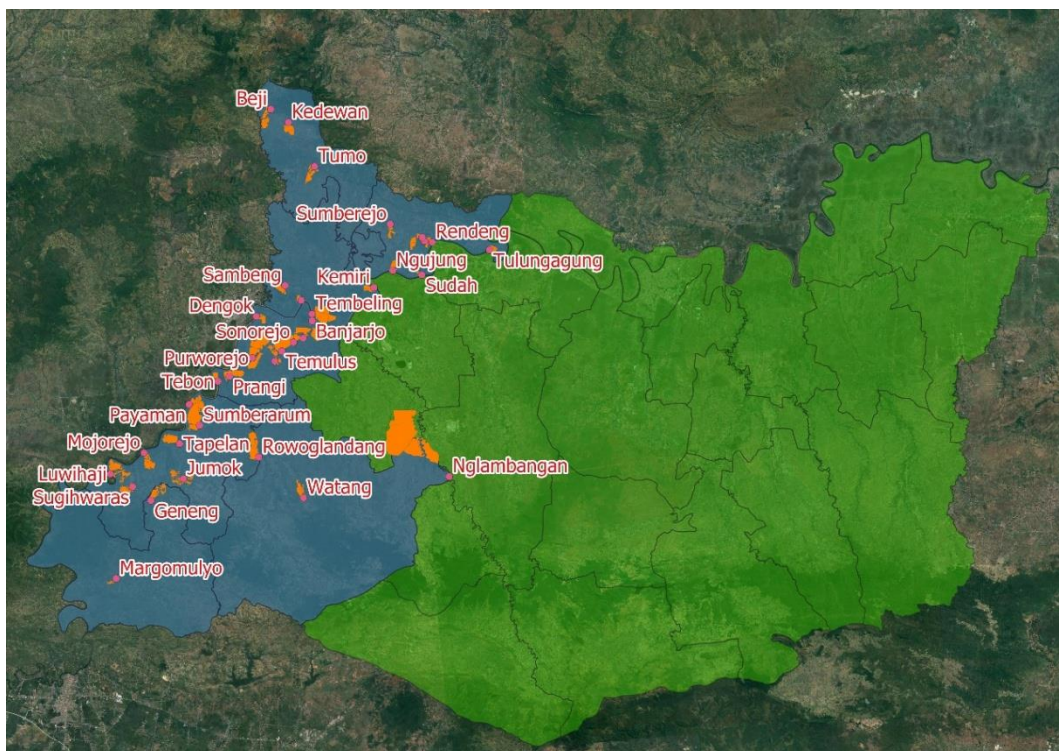 Beji
Kedewan
Tumo
Sumberejo
Rendeng
Ngujung
Tulungagung
Sambeng
Kemiri
Sudah
Dengok
Tembeling
Sonorejo
Banjarjo
Purworejo
Temulus
Tebon
Prangi
Payaman
Sumberarum
Mojorejo
Tapelan
Rowoglandang
Luwihaji
Jumok
Nglambangan
Sugihwaras
Watang
Geneng
Margomulyo